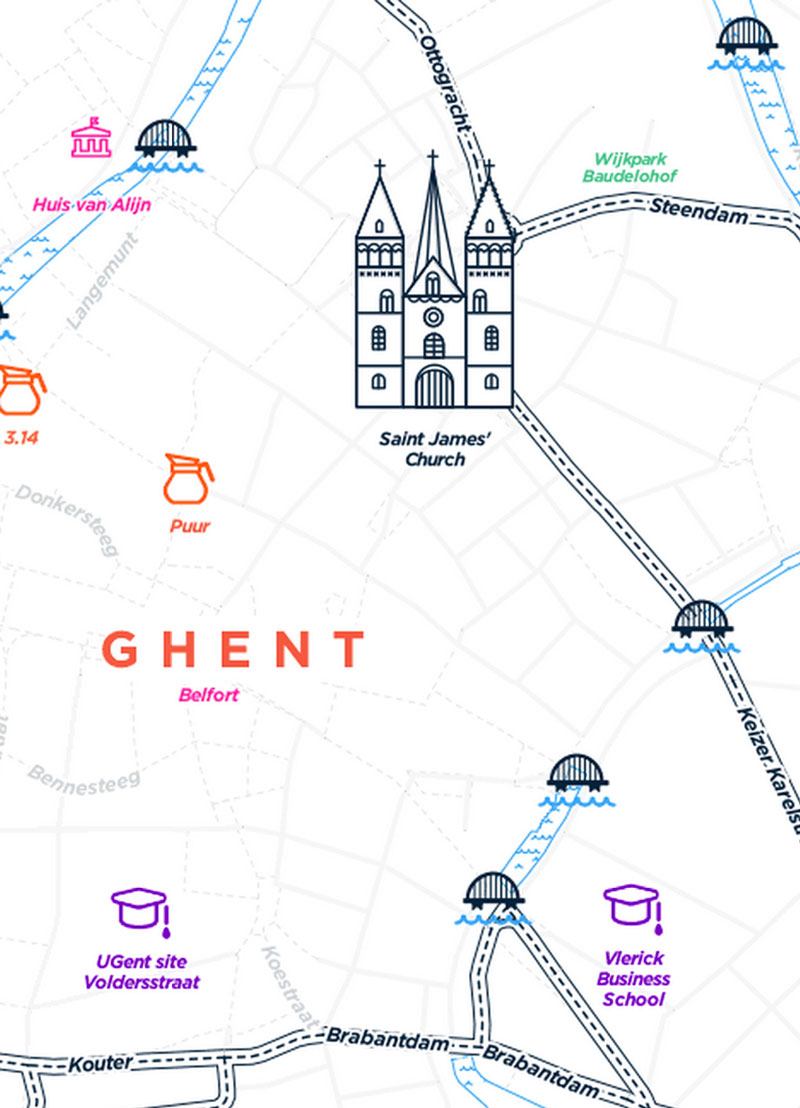 Ottogracht
Wijkpark
Baudelohof
Huis van Alijn
Steendam
Langemunt
3.14
Saint James'
Church
Puur
Donkersteeg
GHENT
Belfort
Keizer Karelstr
Bennesteeg
UGent site
Voldersstraat
Vlerick
Business
School
Koestraat
Brabantdam
Kouter
Brabantdam